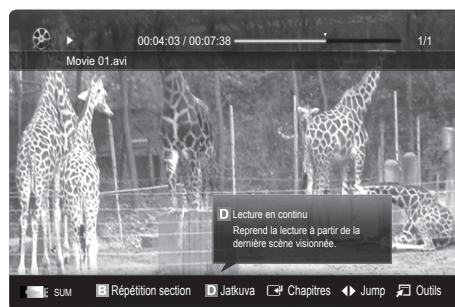 00:04:03 / 00:07:38 1/1
Movie 01.avi
D Lecture en continu
Reprend la lecture à partir de la
dernière scène visionnée.
SUM B Répétition section D Jatkuva Chapitres Jump Outils